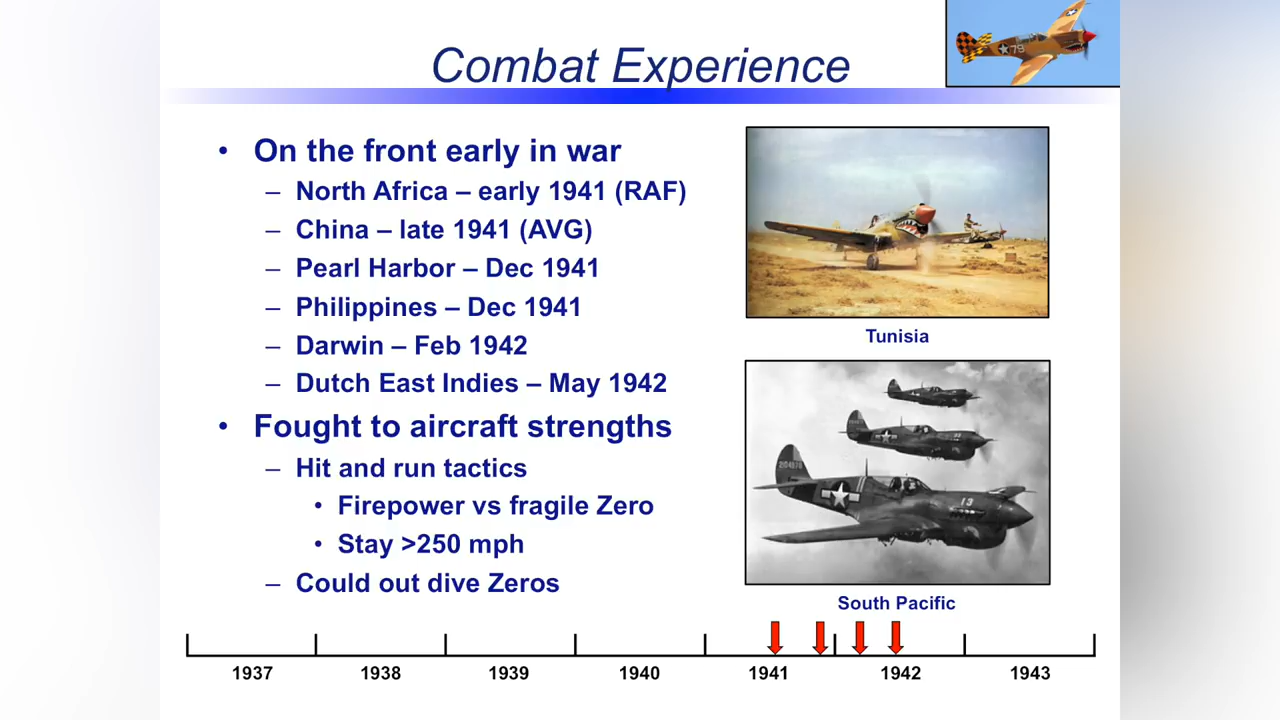 Combat Experience
79
• On the front early in war
– North Africa – early 1941 (RAF)
– China – late 1941 (AVG)
– Pearl Harbor – Dec 1941
– Philippines – Dec 1941
– Darwin – Feb 1942
– Dutch East Indies – May 1942
• Fought to aircraft strengths
– Hit and run tactics
• Firepower vs fragile Zero
• Stay >250 mph
– Could out dive Zeros
Tunisia
13
South Pacific
1937 1938 1939 1940 1941 1942 1943